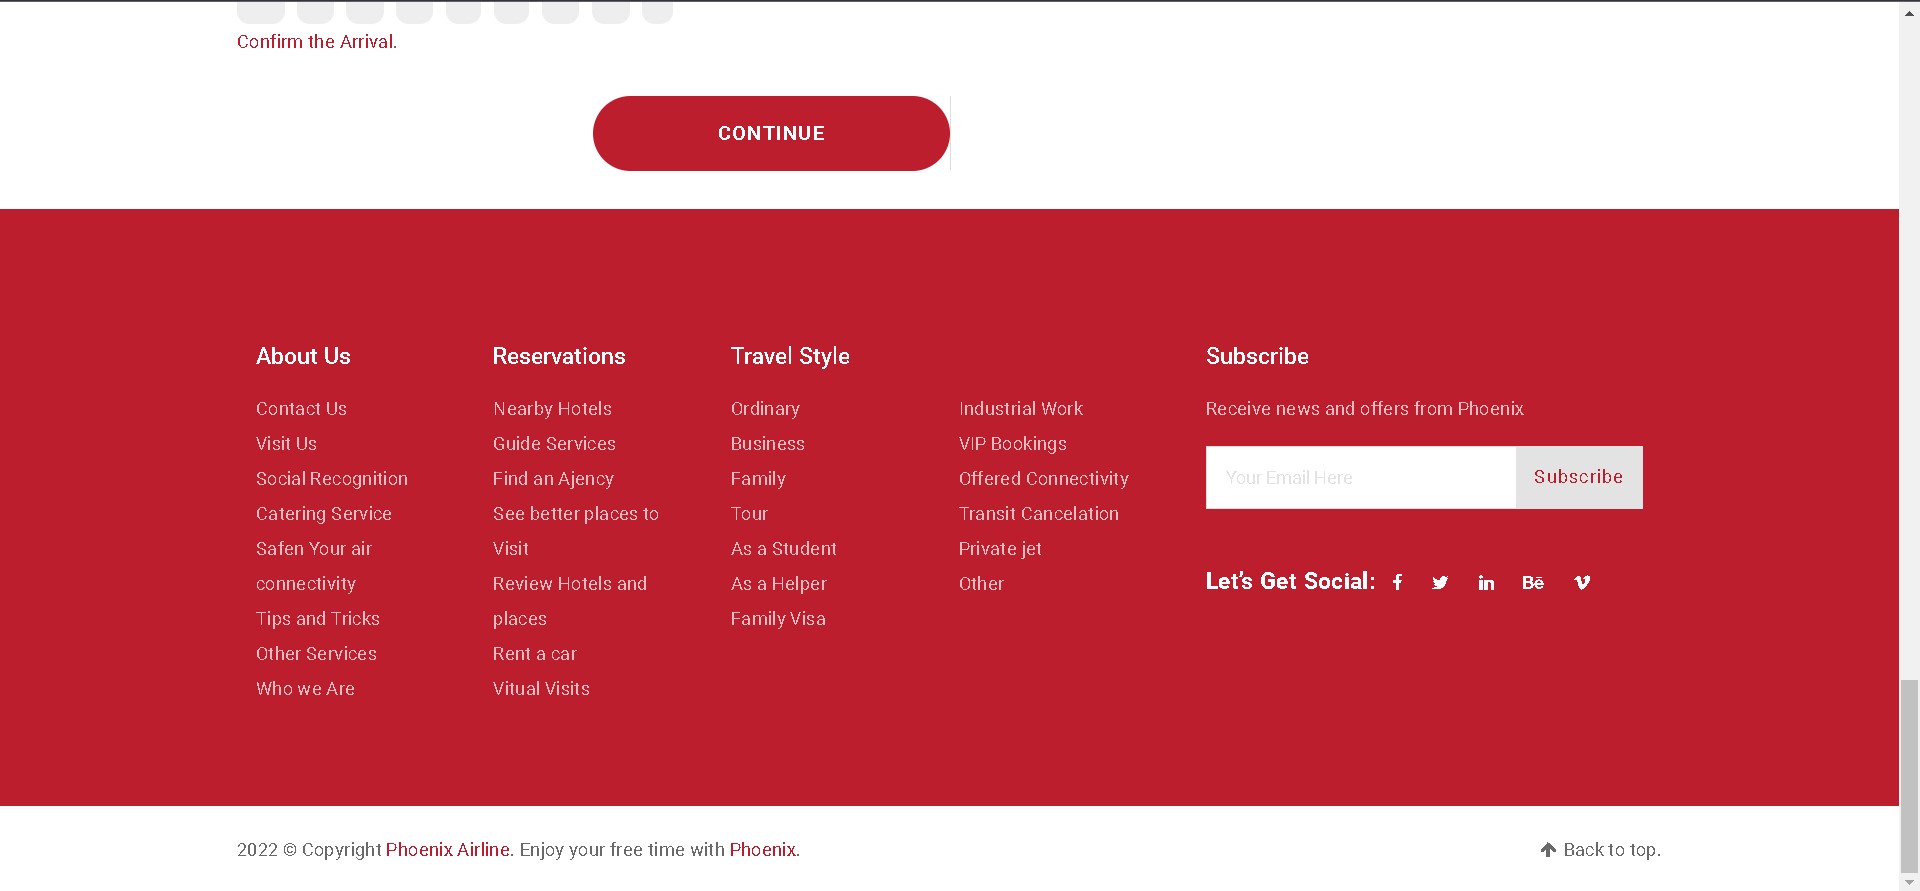 Confirm the Arrival.
CONTINUE
About Us
Contact Us
Visit Us
Social Recognition
Catering Service
Safen Your air
connectivity
Tips and Tricks
Other Services
Who we Are
Reservations
Nearby Hotels
Guide Services
Find an Ajency
See better places to
Visit
Review Hotels and
places
Rent a car
Vitual Visits
Travel Style
Ordinary
Business
Family
Tour
As a Student
As a Helper
Family Visa
Industrial Work
VIP Bookings
Offered Connectivity
Transit Cancelation
Private jet
Other
Subscribe
Receive news and offers from Phoenix
Your Email Here
Subscribe
Let's Get Social:
2022 © Copyright Phoenix Airline. Enjoy your free time with Phoenix.
Back to top.